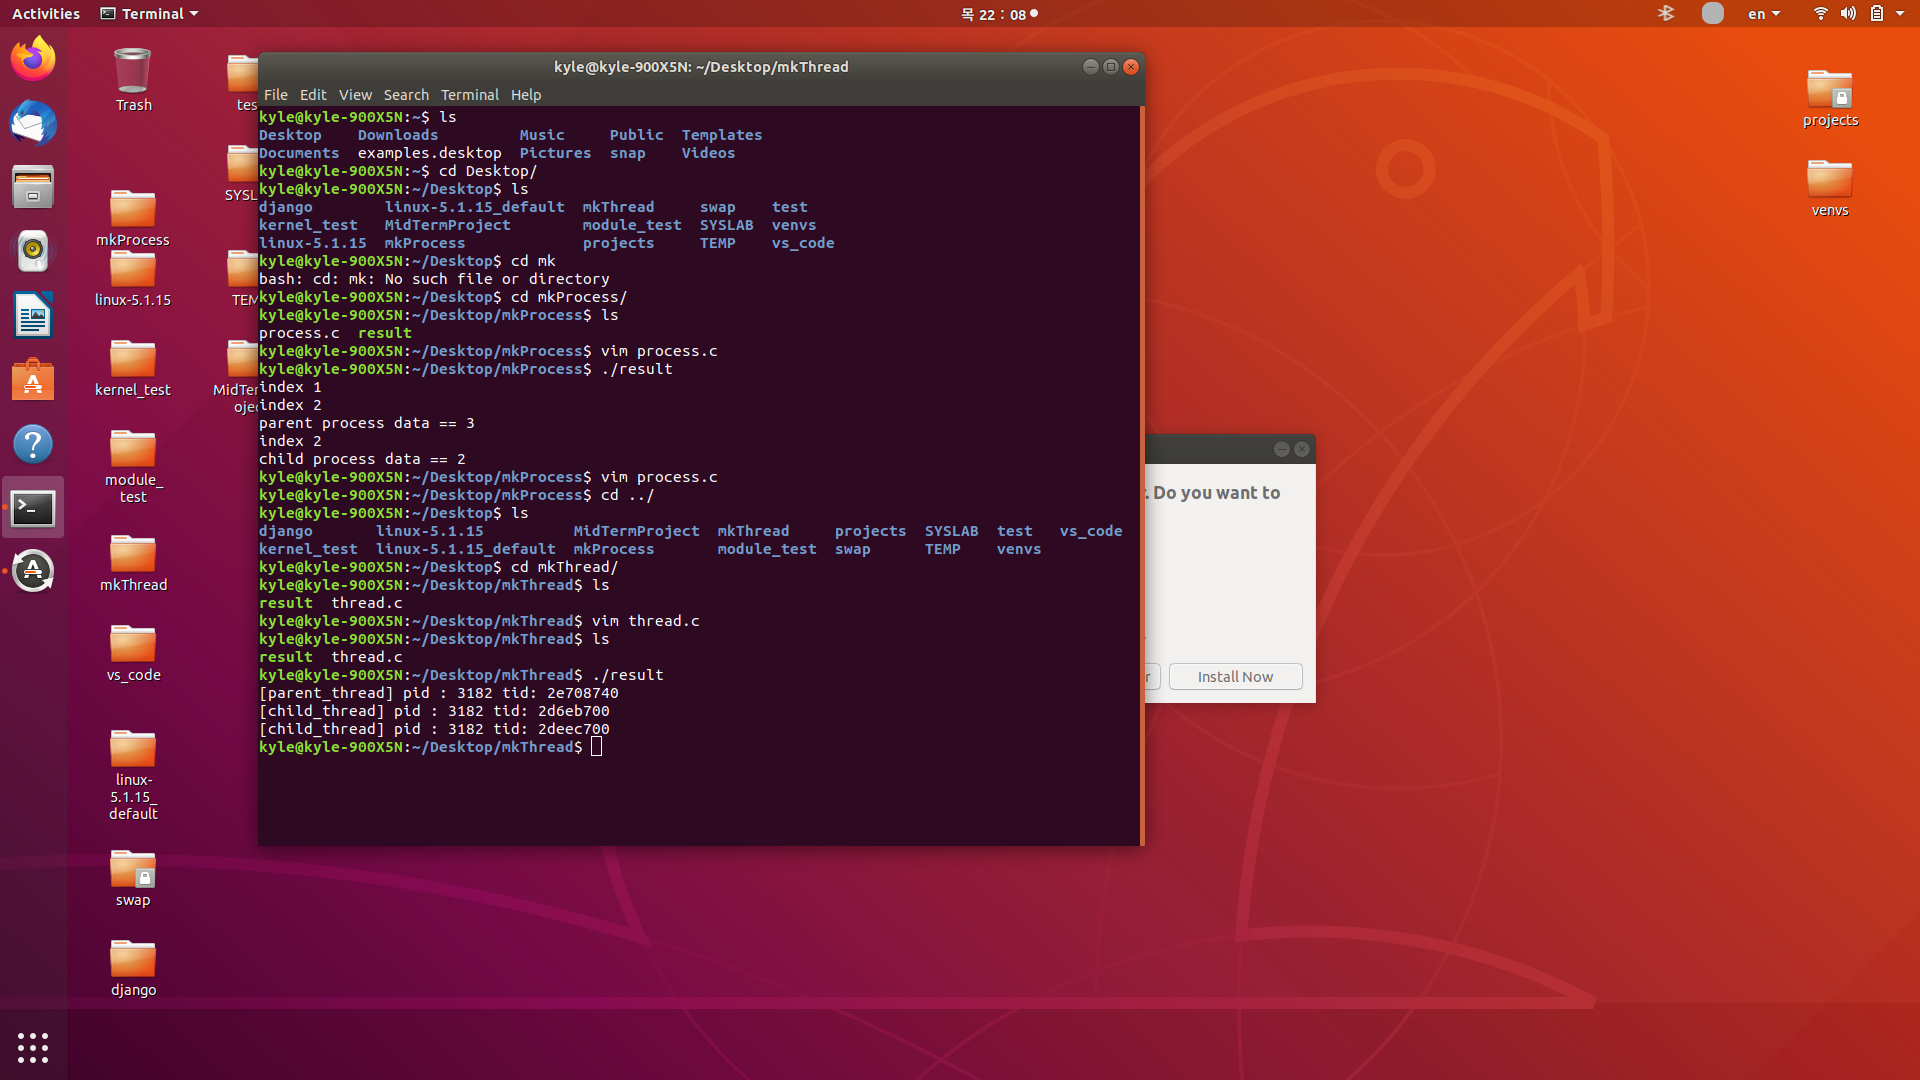 Activities
Terminal
목 22 : 08
en
Trash
tes
SYSL
mkProcess
linux-5.1.15
TEM
kernel_test
MidTer
ojec
module_
test
mkThread
vs_code
linux-
5.1.15_
default
swap
django
projects
venvs
kyle@kyle-900X5N: ~/Desktop/mkThread
File Edit View Search Terminal Help
kyle@kyle-900X5N:~$ ls
Desktop    Downloads         Music     Public  Templates
Documents  examples.desktop  Pictures  snap    Videos
kyle@kyle-900X5N:~$ cd Desktop/
kyle@kyle-900X5N:~/Desktop$ ls
django        linux-5.1.15_default  mkThread     swap    test
kernel_test   MidTermProject        module_test  SYSLAB  venvs
linux-5.1.15  mkProcess             projects     TEMP    vs_code
kyle@kyle-900X5N:~/Desktop$ cd mk
bash: cd: mk: No such file or directory
kyle@kyle-900X5N:~/Desktop$ cd mkProcess/
kyle@kyle-900X5N:~/Desktop/mkProcess$ ls
process.c  result
kyle@kyle-900X5N:~/Desktop/mkProcess$ vim process.c
kyle@kyle-900X5N:~/Desktop/mkProcess$ ./result
index 1
index 2
parent process data == 3
index 2
child process data == 2
kyle@kyle-900X5N:~/Desktop/mkProcess$ vim process.c
kyle@kyle-900X5N:~/Desktop/mkProcess$ cd ../
kyle@kyle-900X5N:~/Desktop$ ls
django       linux-5.1.15          MidTermProject  mkThread     projects  SYSLAB  test   vs_code
kernel_test  linux-5.1.15_default  mkProcess       module_test  swap      TEMP    venvs
kyle@kyle-900X5N:~/Desktop$ cd mkThread/
kyle@kyle-900X5N:~/Desktop/mkThread$ ls
result  thread.c
kyle@kyle-900X5N:~/Desktop/mkThread$ vim thread.c
kyle@kyle-900X5N:~/Desktop/mkThread$ ls
result  thread.c
kyle@kyle-900X5N:~/Desktop/mkThread$ ./result
[parent_thread] pid : 3182 tid: 2e708740
[child_thread] pid : 3182 tid: 2d6eb700
[child_thread] pid : 3182 tid: 2deec700
kyle@kyle-900X5N:~/Desktop/mkThread$
. Do you want to
r
Install Now